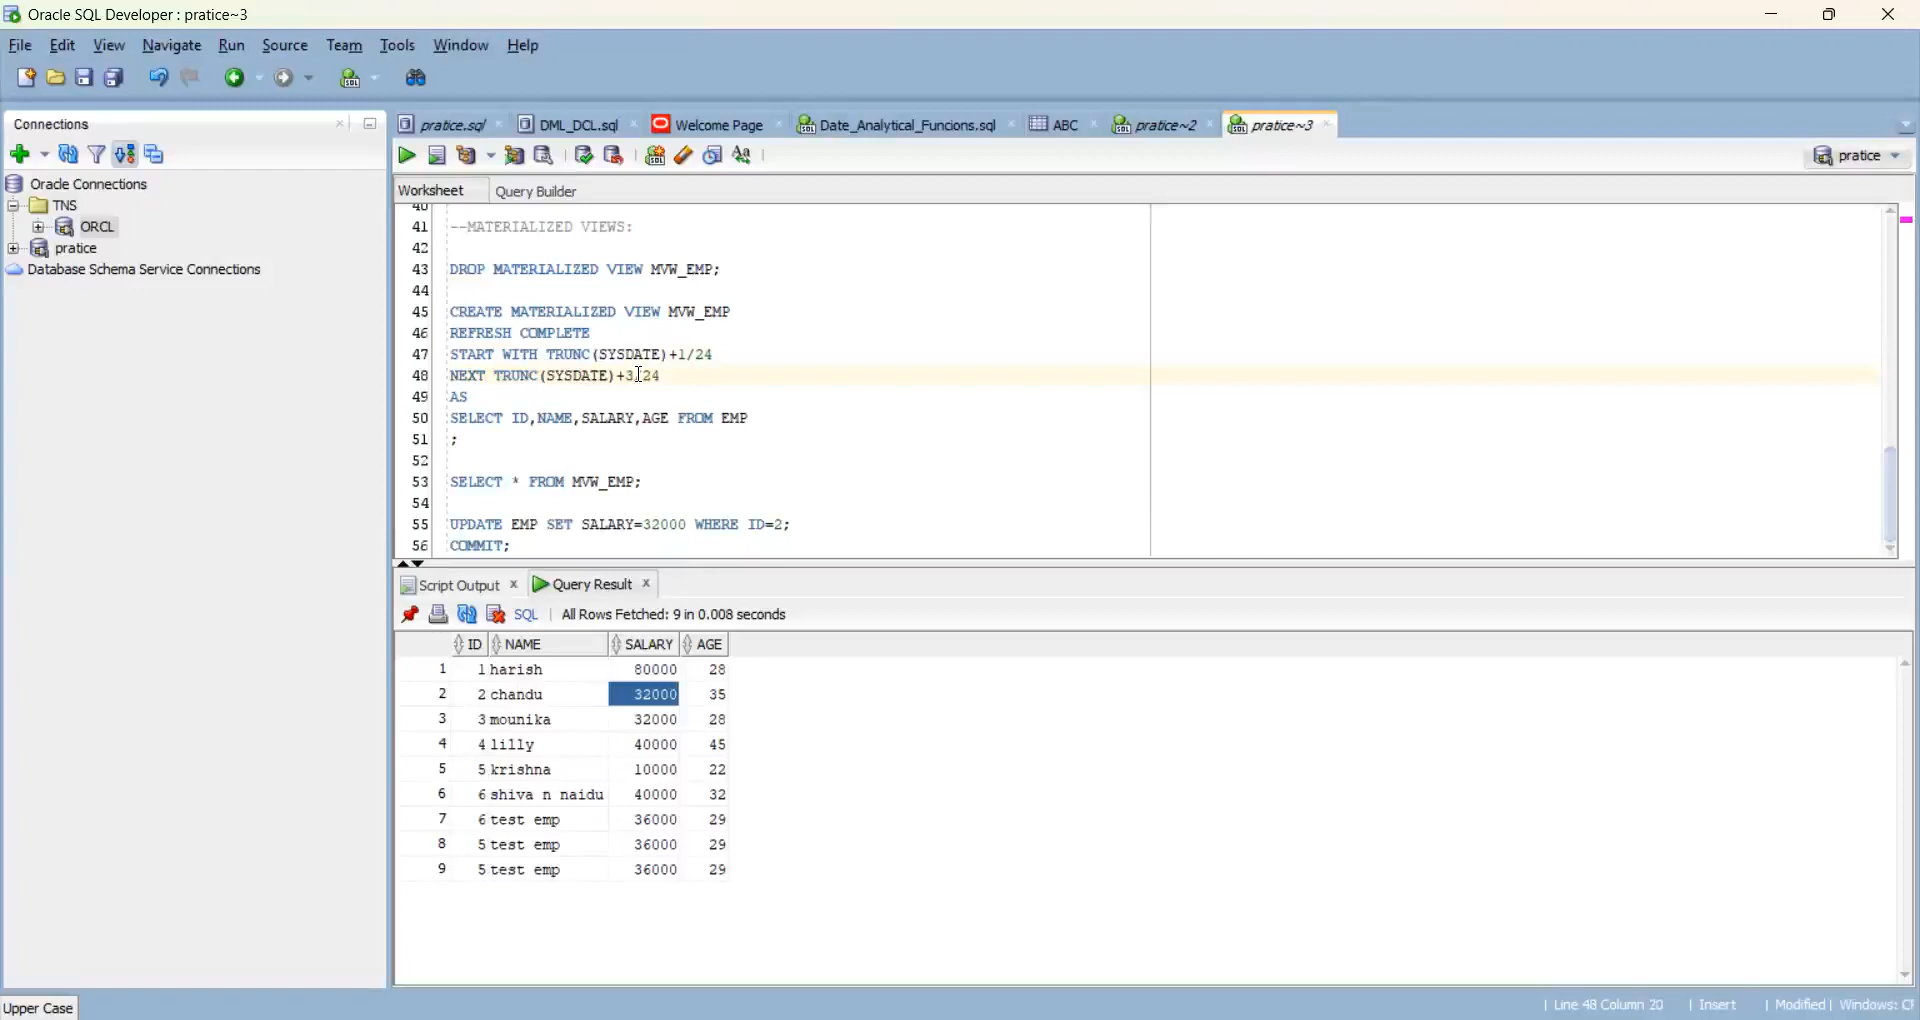 Oracle SQL Developer : pratice~3
File Edit View Navigate Run Source Team Tools Window Help
Connections
pratice.sql DML_DCL.sql Welcome Page Date_Analytical_Funcions.sql ABC pratice~2 pratice~3
pratice
Oracle Connections
TNS
ORCL
pratice
Database Schema Service Connections
Worksheet Query Builder
40
41 --MATERIALIZED VIEWS:
42
43 DROP MATERIALIZED VIEW MVW_EMP;
44
45 CREATE MATERIALIZED VIEW MVW_EMP
46 REFRESH COMPLETE
47 START WITH TRUNC(SYSDATE)+1/24
48 NEXT TRUNC(SYSDATE)+3/24
49 AS
50 SELECT ID,NAME,SALARY,AGE FROM EMP
51 ;
52
53 SELECT * FROM MVW_EMP;
54
55 UPDATE EMP SET SALARY=32000 WHERE ID=2;
56 COMMIT;
Script Output Query Result
SQL All Rows Fetched: 9 in 0.008 seconds
ID NAME SALARY AGE
1 1 harish 80000 28
2 2 chandu 32000 35
3 3 mounika 32000 28
4 4 lilly 40000 45
5 5 krishna 10000 22
6 6 shiva n naidu 40000 32
7 6 test emp 36000 29
8 5 test emp 36000 29
9 5 test emp 36000 29
Upper Case
Line 48 Column 20 Insert Modified Windows: C